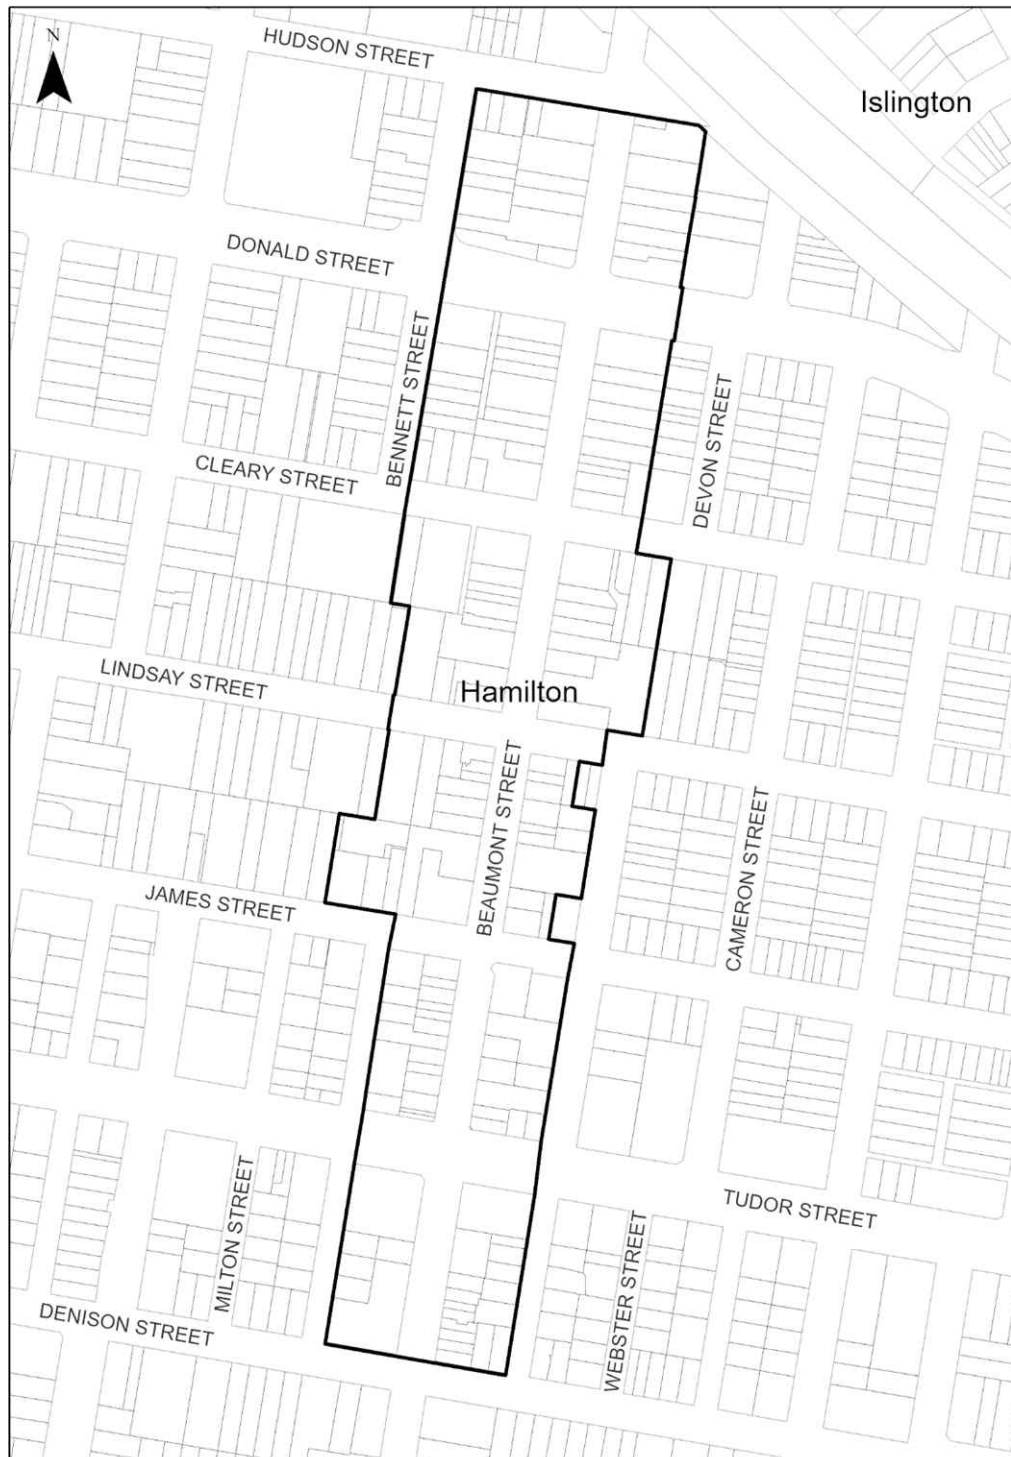 N
HUDSON STREET
Islington
DONALD STREET
BENNETT STREET
DEVON STREET
CLEARY STREET
LINDSAY STREET
Hamilton
BEAUMONT STREET
CAMERON STREET
JAMES STREET
TUDOR STREET
MILTON STREET
WEBSTER STREET
DENISON STREET